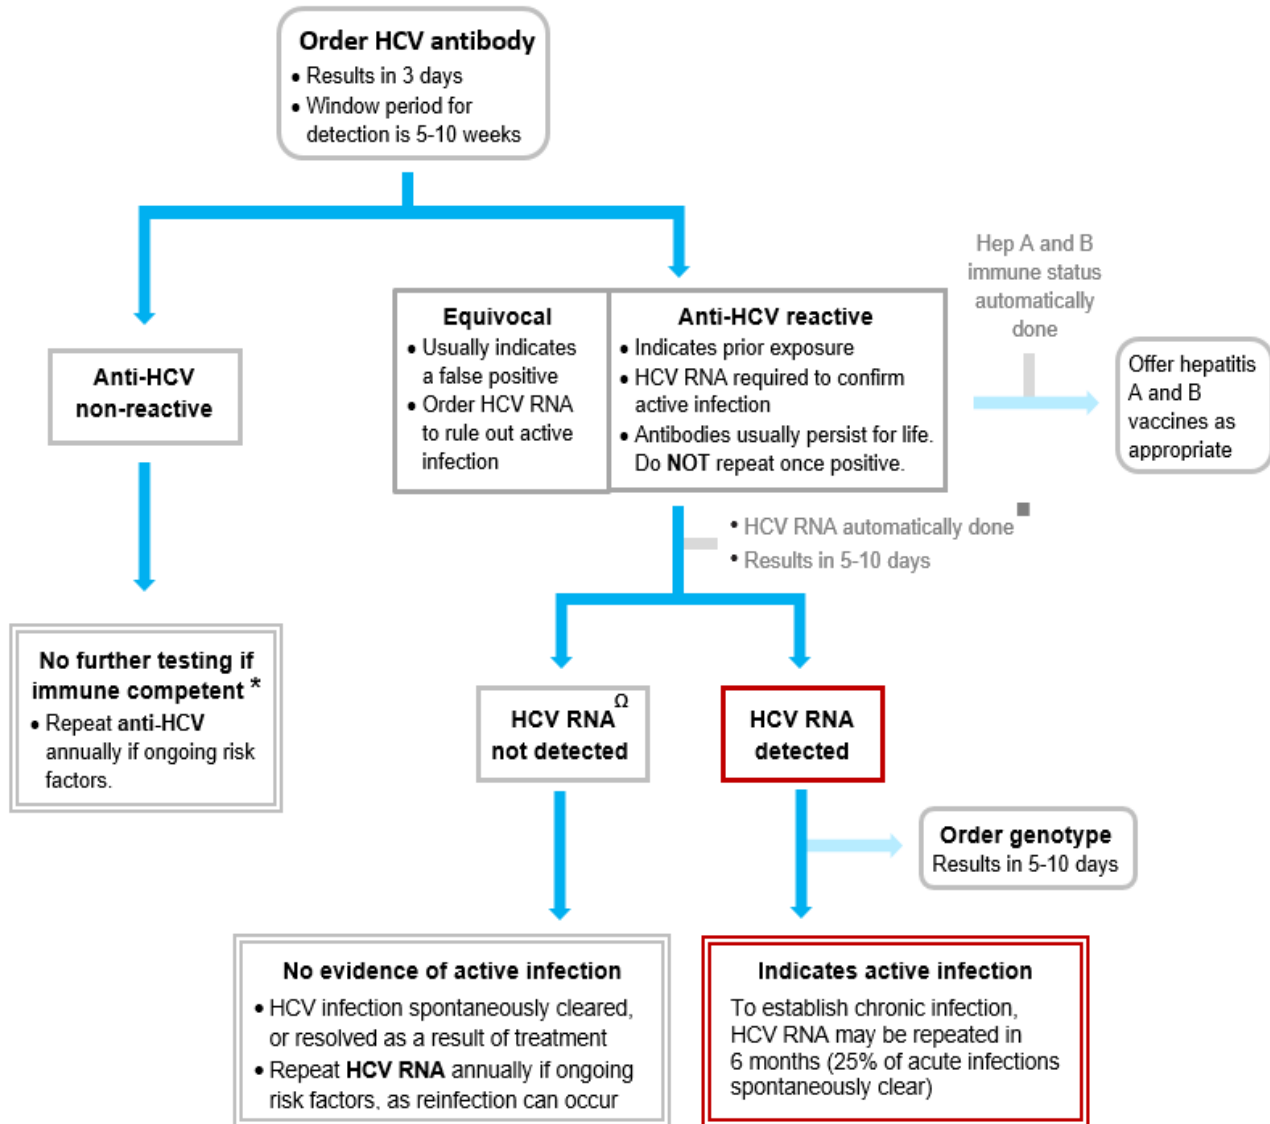 Order HCV antibody
• Results in 3 days
• Window period for
detection is 5-10 weeks
Hep A and B
immune status
automatically
done
Anti-HCV
non-reactive
Equivocal
• Usually indicates
a false positive
• Order HCV RNA
to rule out active
infection
Anti-HCV reactive
• Indicates prior exposure
• HCV RNA required to confirm
active infection
• Antibodies usually persist for life.
Do NOT repeat once positive.
Offer hepatitis
A and B
vaccines as
appropriate
• HCV RNA automatically done ■
• Results in 5-10 days
No further testing if
immune competent *
• Repeat anti-HCV
annually if ongoing risk
factors.
HCV RNA Ω
not detected
HCV RNA
detected
Order genotype
Results in 5-10 days
No evidence of active infection
• HCV infection spontaneously cleared,
or resolved as a result of treatment
• Repeat HCV RNA annually if ongoing
risk factors, as reinfection can occur
Indicates active infection
To establish chronic infection,
HCV RNA may be repeated in
6 months (25% of acute infections
spontaneously clear)